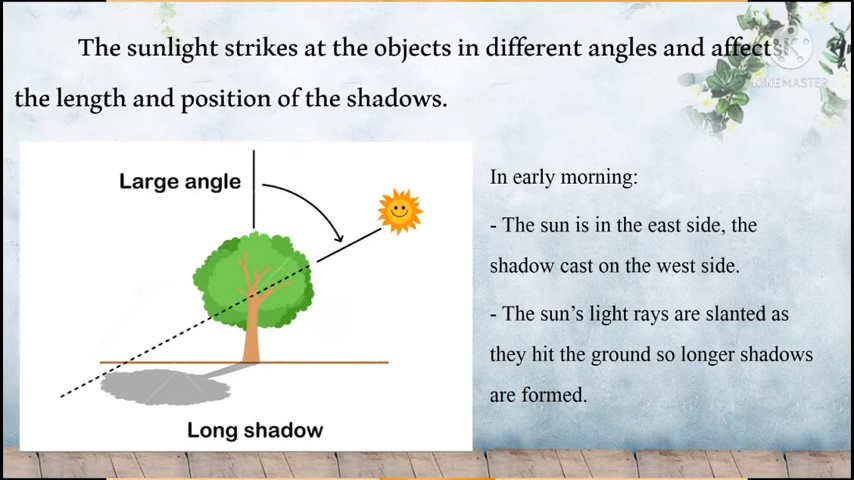 The sunlight strikes at the objects in different angles and affects
the length and position of the shadows.
KINEMASTER
Large angle
Long shadow
In early morning:
- The sun is in the east side, the
shadow cast on the west side.
- The sun's light rays are slanted as
they hit the ground so longer shadows
are formed.